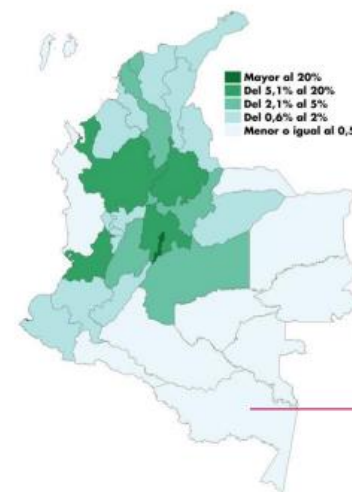 Mayor al 20%
Del 5,1% al 20%
Del 2,1% al 5%
Del 0,6% al 2%
Menor o igual al 0,5